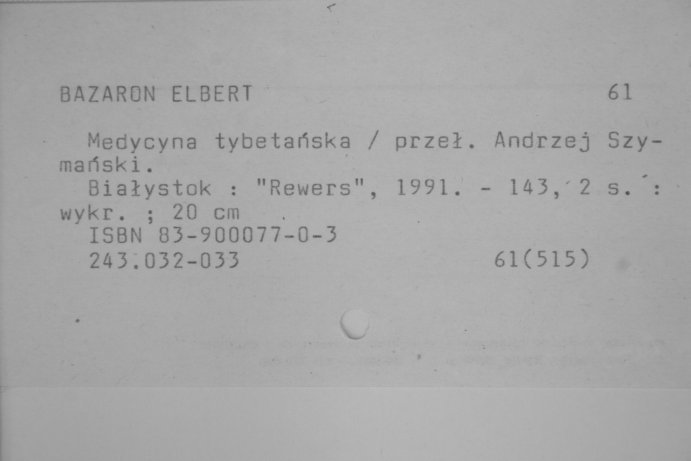 BAZARON ELBERT 61
Medycyna tybetańska / przeł. Andrzej Szy-
mański.
Białystok : "Rewers", 1991. - 143, 2 s. :
wykr. ; 20 cm
ISBN 83-900077-0-3
243.032-033 61(515)